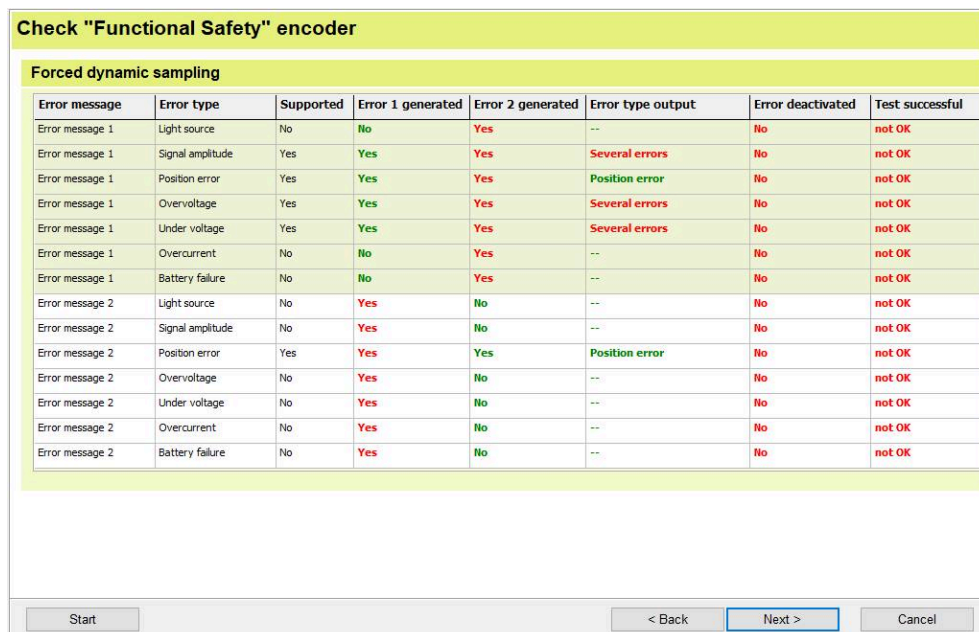 Check "Functional Safety" encoder
Forced dynamic sampling
Error message Error type Supported Error 1 generated Error 2 generated Error type output Error deactivated Test successful
Error message 1 Light source No No Yes -- No not OK
Error message 1 Signal amplitude Yes Yes Yes Several errors No not OK
Error message 1 Position error Yes Yes Yes Position error No not OK
Error message 1 Overvoltage Yes Yes Yes Several errors No not OK
Error message 1 Under voltage Yes Yes Yes Several errors No not OK
Error message 1 Overcurrent No No Yes -- No not OK
Error message 1 Battery failure No No Yes -- No not OK
Error message 2 Light source No Yes No -- No not OK
Error message 2 Signal amplitude No Yes No -- No not OK
Error message 2 Position error Yes Yes Yes Position error No not OK
Error message 2 Overvoltage No Yes No -- No not OK
Error message 2 Under voltage No Yes No -- No not OK
Error message 2 Overcurrent No Yes No -- No not OK
Error message 2 Battery failure No Yes No -- No not OK
Start < Back Next > Cancel